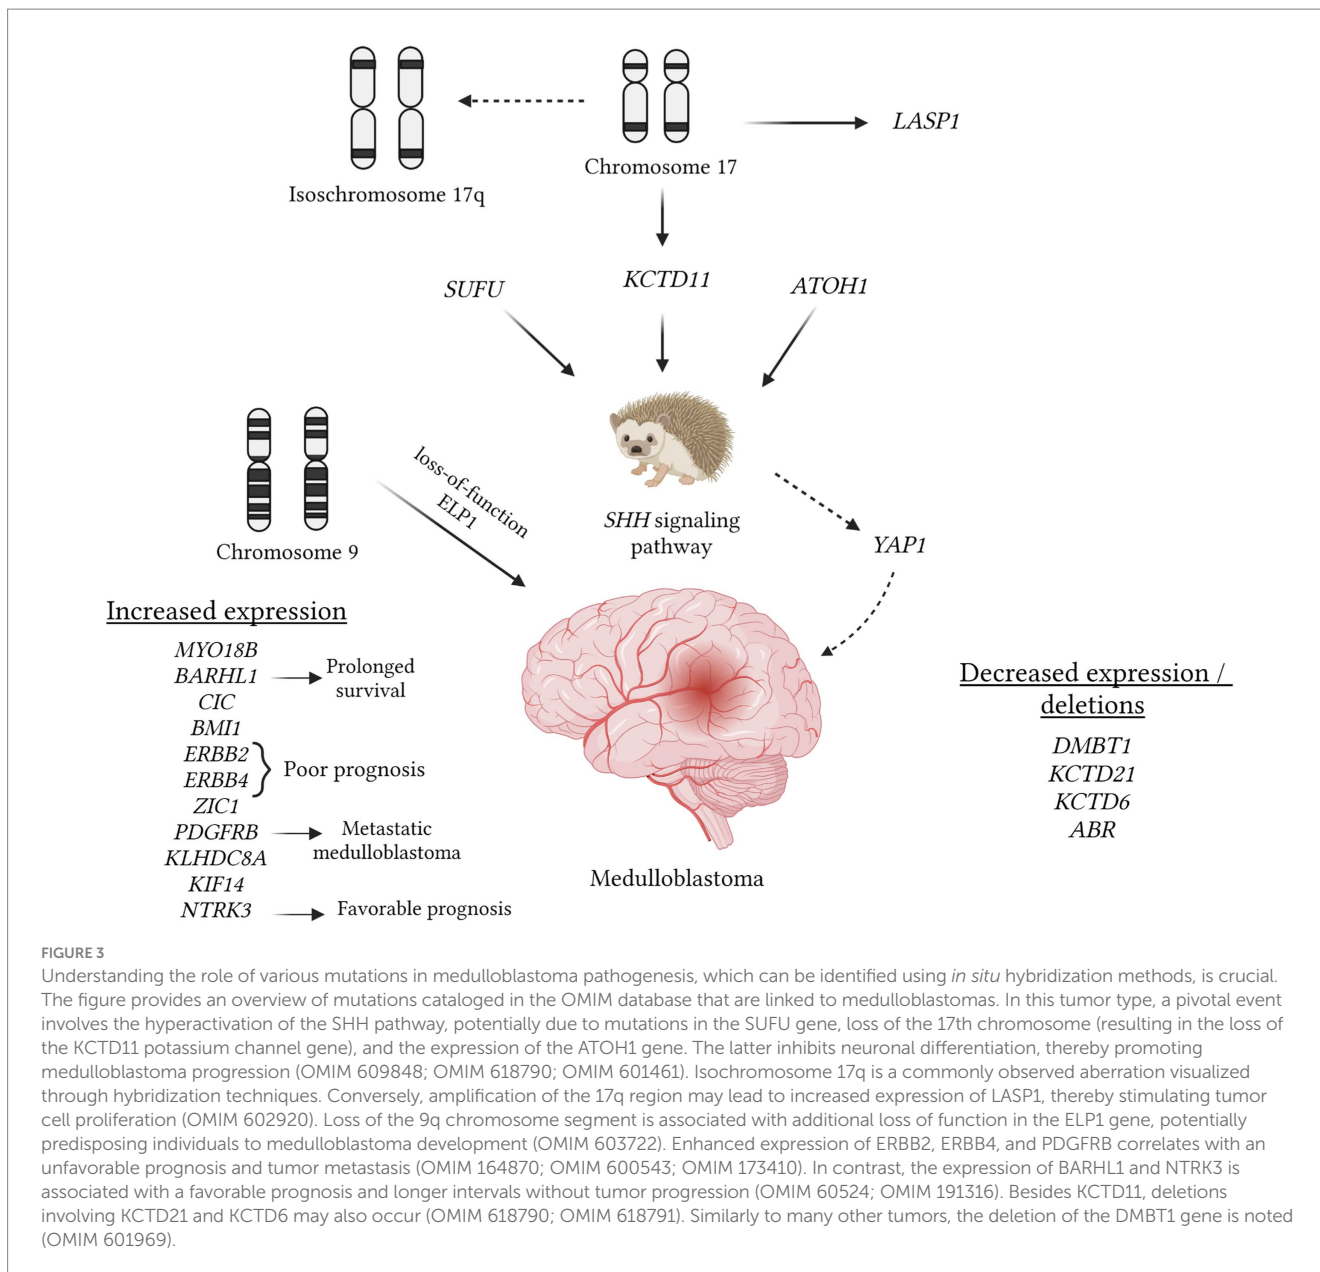 Isoschromosome 17q
Chromosome 17
LASP1
SUFU
KCTD11
ATOH1
Chromosome 9
loss-of-function
ELP1
SHH signaling
pathway
YAP1
Increased expression
MYO18B
BARHL1
Prolonged
survival
CIC
BMI1
ERBB2
ERBB4
Poor prognosis
ZIC1
PDGFRB
Metastatic
medulloblastoma
KLHDC8A
KIF14
NTRK3
Favorable prognosis
Medulloblastoma
Decreased expression /
deletions
DMBT1
KCTD21
KCTD6
ABR
FIGURE 3
Understanding the role of various mutations in medulloblastoma pathogenesis, which can be identified using in situ hybridization methods, is crucial.
The figure provides an overview of mutations cataloged in the OMIM database that are linked to medulloblastomas. In this tumor type, a pivotal event
involves the hyperactivation of the SHH pathway, potentially due to mutations in the SUFU gene, loss of the 17th chromosome (resulting in the loss of
the KCTD11 potassium channel gene), and the expression of the ATOH1 gene. The latter inhibits neuronal differentiation, thereby promoting
medulloblastoma progression (OMIM 609848; OMIM 618790; OMIM 601461). Isochromosome 17q is a commonly observed aberration visualized
through hybridization techniques. Conversely, amplification of the 17q region may lead to increased expression of LASP1, thereby stimulating tumor
cell proliferation (OMIM 602920). Loss of the 9q chromosome segment is associated with additional loss of function in the ELP1 gene, potentially
predisposing individuals to medulloblastoma development (OMIM 603722). Enhanced expression of ERBB2, ERBB4, and PDGFRB correlates with an
unfavorable prognosis and tumor metastasis (OMIM 164870; OMIM 600543; OMIM 173410). In contrast, the expression of BARHL1 and NTRK3 is
associated with a favorable prognosis and longer intervals without tumor progression (OMIM 60524; OMIM 191316). Besides KCTD11, deletions
involving KCTD21 and KCTD6 may also occur (OMIM 618790; OMIM 618791). Similarly to many other tumors, the deletion of the DMBT1 gene is noted
(OMIM 601969).